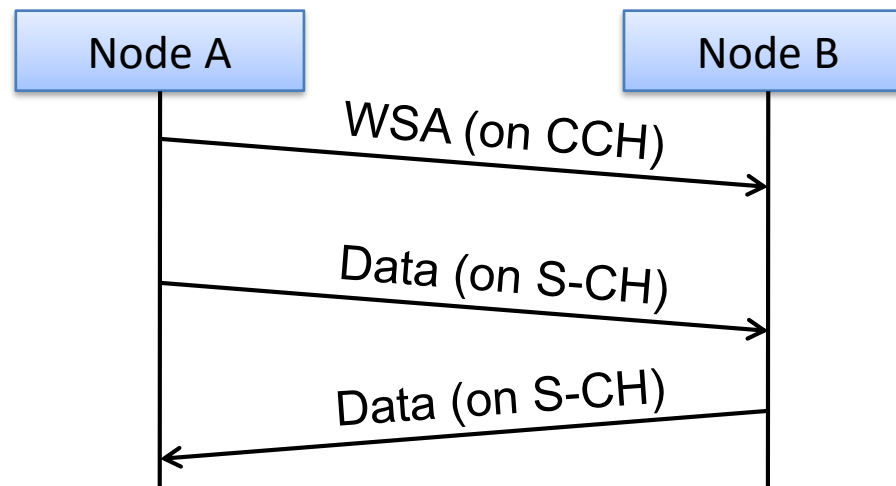 Node A
Node B
WSA (on CCH)
Data (on S-CH)
Data (on S-CH)